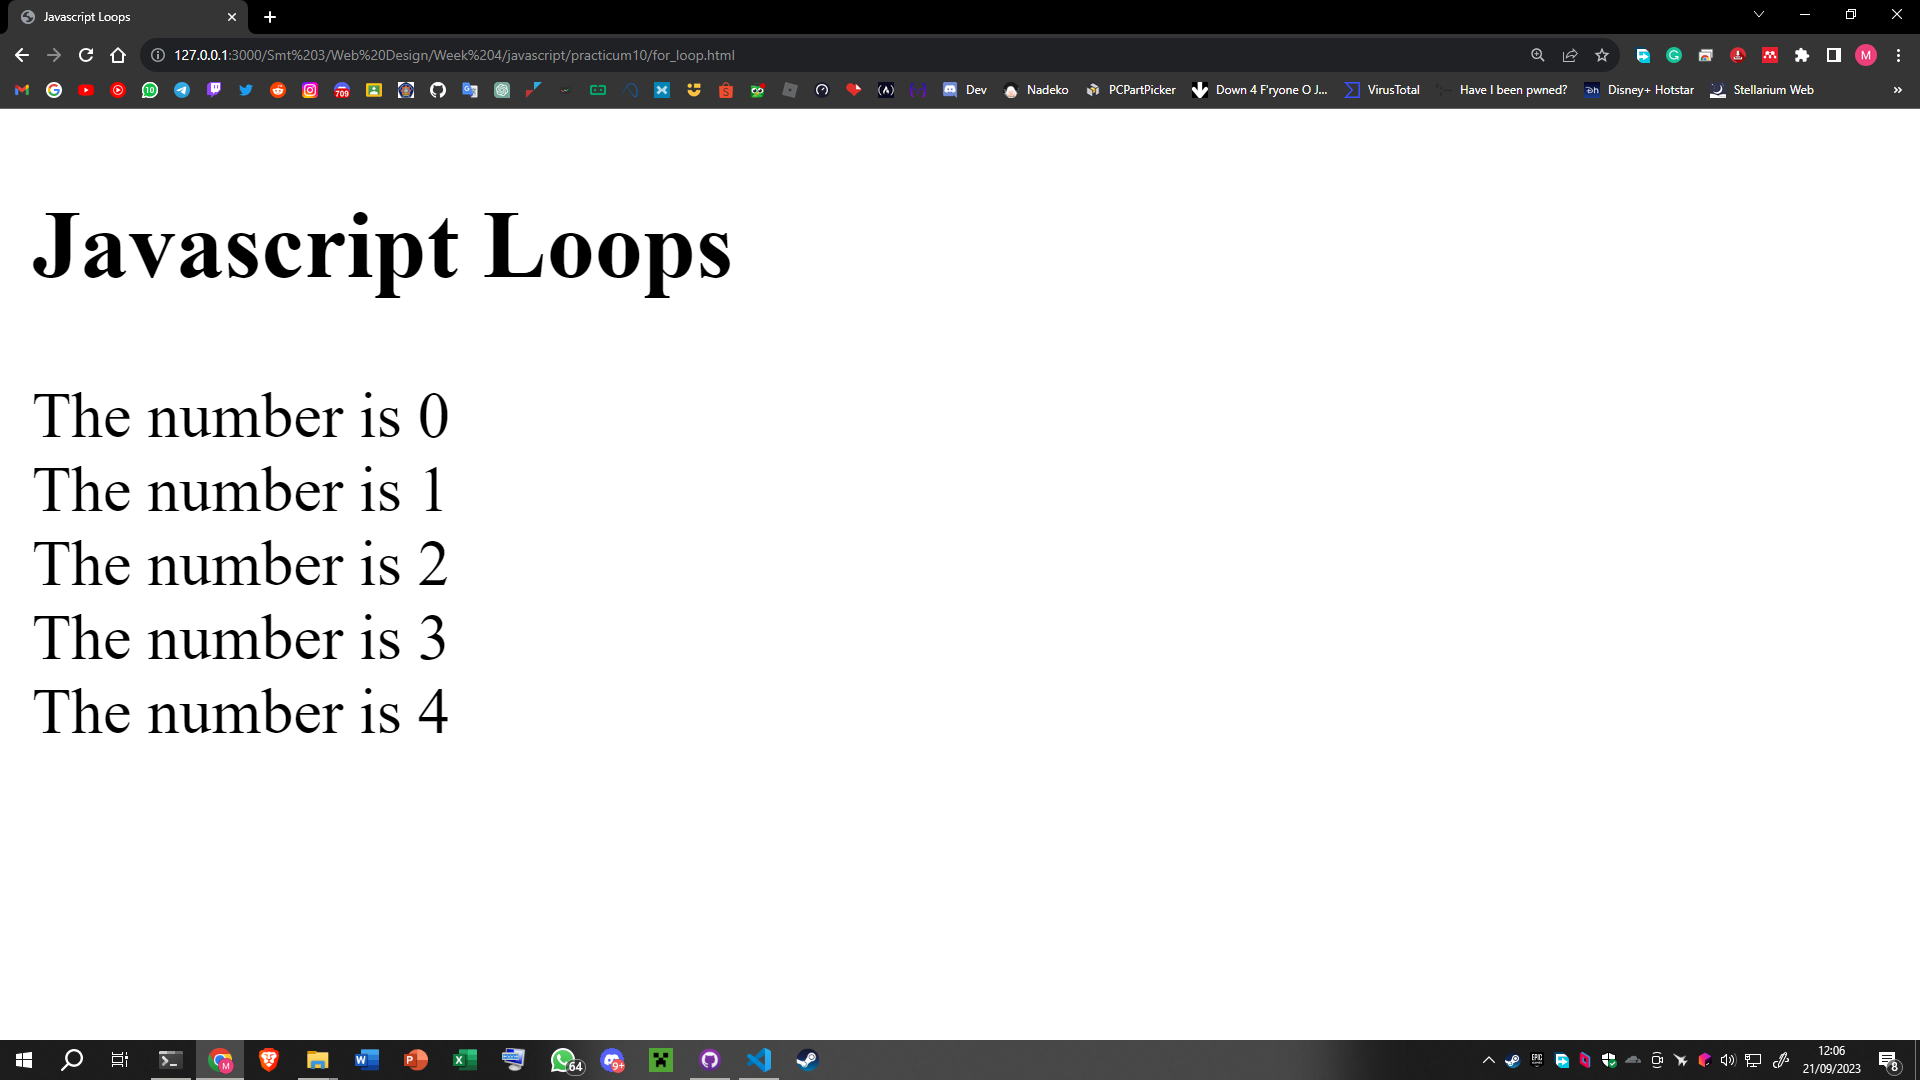 Javascript Loops
127.0.0.1:3000/Smt%203/Web%20Design/Week%204/javascript/practicum10/for_loop.html
Dev Nadeko PCPartPicker Down 4 F'ryone O J... VirusTotal Have I been pwned? Disney+ Hotstar Stellarium Web
Javascript Loops
The number is 0
The number is 1
The number is 2
The number is 3
The number is 4
12:06
21/09/2023